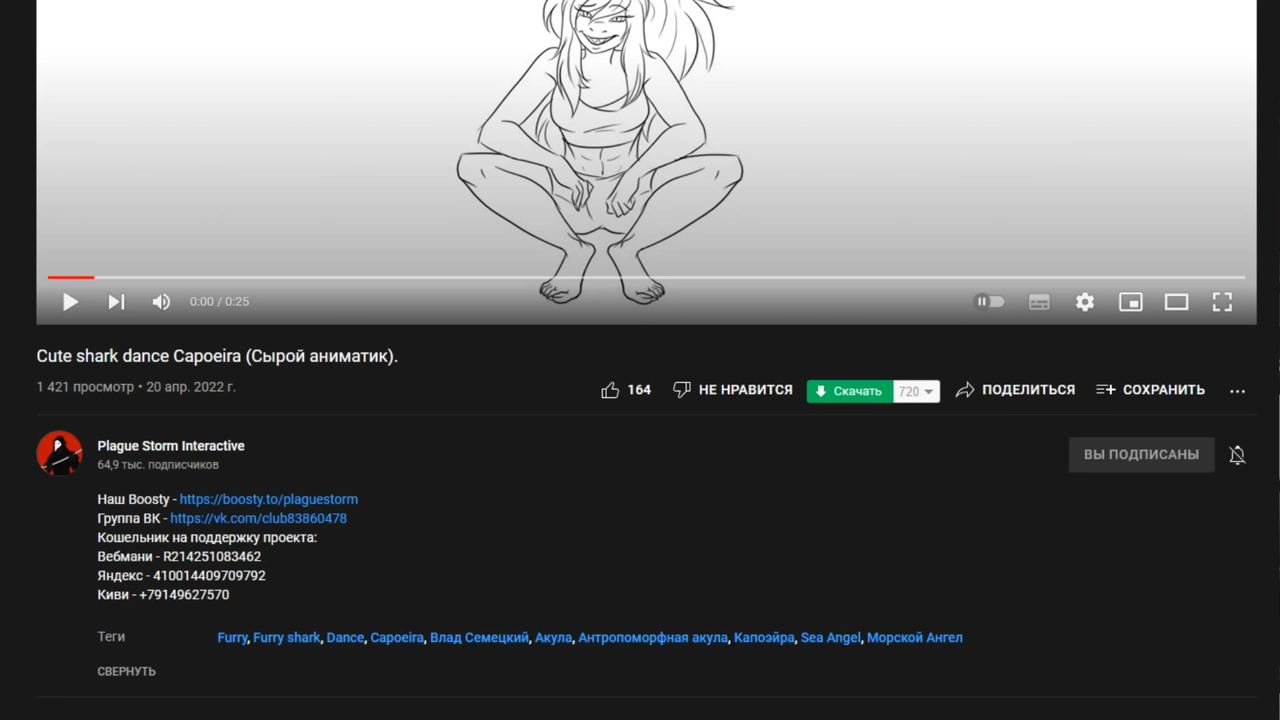 0:00 / 0:25
Cute shark dance Capoeira (Сырой аниматик).
1 421 просмотр • 20 апр. 2022 г.
164 НЕ НРАВИТСЯ Скачать 720 ПОДЕЛИТЬСЯ СОХРАНИТЬ
Plague Storm Interactive
64,9 тыс. подписчиков
ВЫ ПОДПИСАНЫ
Наш Boosty - https://boosty.to/plaguestorm
Группа ВК - https://vk.com/club83860478
Кошельник на поддержку проекта:
Вебмани - R214251083462
Яндекс - 410014409709792
Киви - +79149627570
Теги Furry, Furry shark, Dance, Capoeira, Влад Семецкий, Акула, Антропоморфная акула, Капоэйра, Sea Angel, Морской Ангел
СВЕРНУТЬ